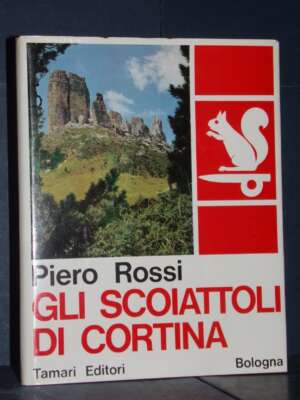 Piero Rossi
GLI SCOIATTOLI
DI CORTINA
Tamari Editori Bologna